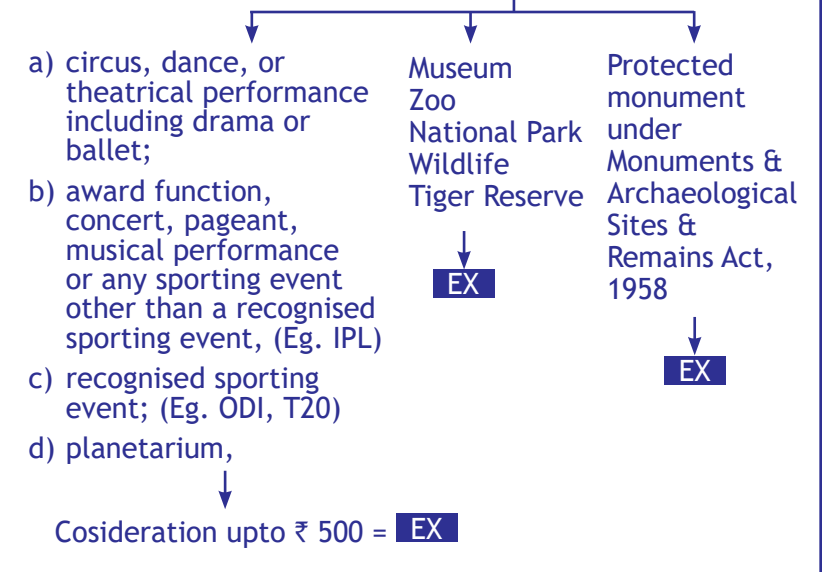 a) circus, dance, or
theatrical performance
including drama or
ballet;
b) award function,
concert, pageant,
musical performance
or any sporting event
other than a recognised
sporting event, (Eg. IPL)
c) recognised sporting
event; (Eg. ODI, T20)
d) planetarium,
Cosideration upto ₹ 500 = EX
Museum
Zoo
National Park
Wildlife
Tiger Reserve
EX
Protected
monument
under
Monuments &
Archaeological
Sites &
Remains Act,
1958
EX